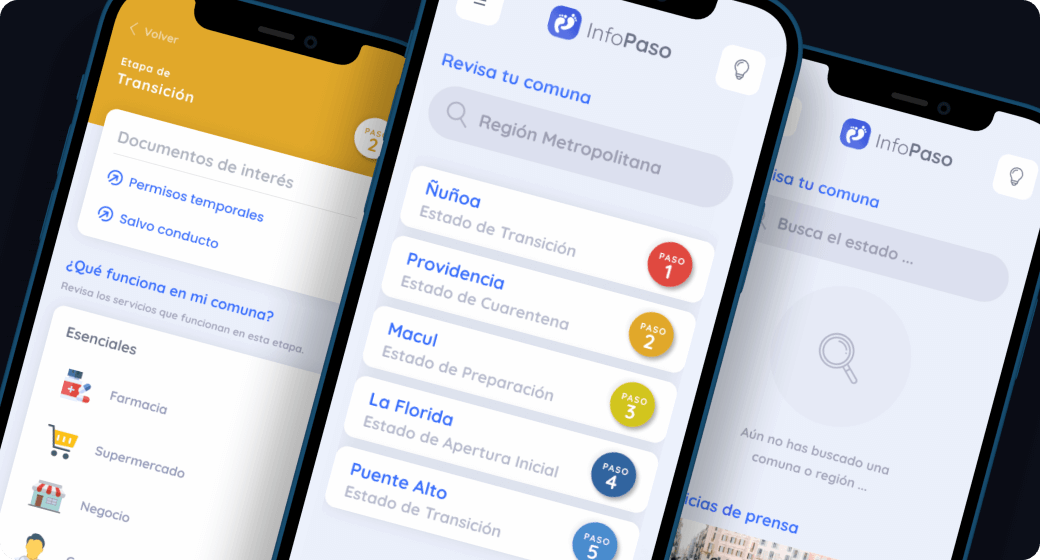 Volver
Etapa de
Transición
PASO
2
Documentos de interés
Permisos temporales
Salvo conducto
¿Qué funciona en mi comuna?
Revisa los servicios que funcionan en esta etapa.
Esenciales
Farmacia
Supermercado
Negocio
InfoPaso
Revisa tu comuna
Región Metropolitana
Ñuñoa
Estado de Transición
PASO
1
Providencia
Estado de Cuarentena
PASO
2
Macul
Estado de Preparación
PASO
3
La Florida
Estado de Apertura Inicial
PASO
4
Puente Alto
Estado de Transición
PASO
5
InfoPaso
isa tu comuna
Busca el estado ...
Aún no has buscado una
comuna o región ...
icias de prensa